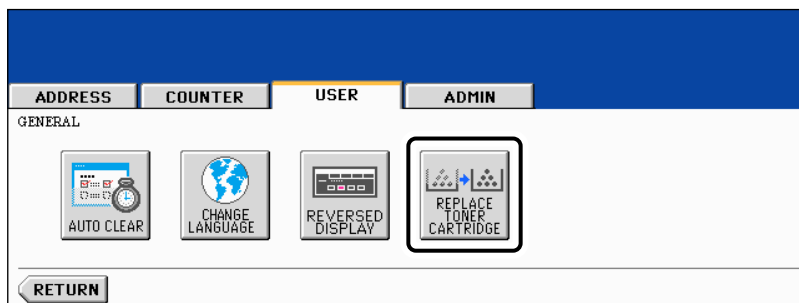 ADDRESS COUNTER USER ADMIN
GENERAL
AUTO CLEAR
CHANGE
LANGUAGE
REVERSED
DISPLAY
REPLACE
TONER
CARTRIDGE
RETURN